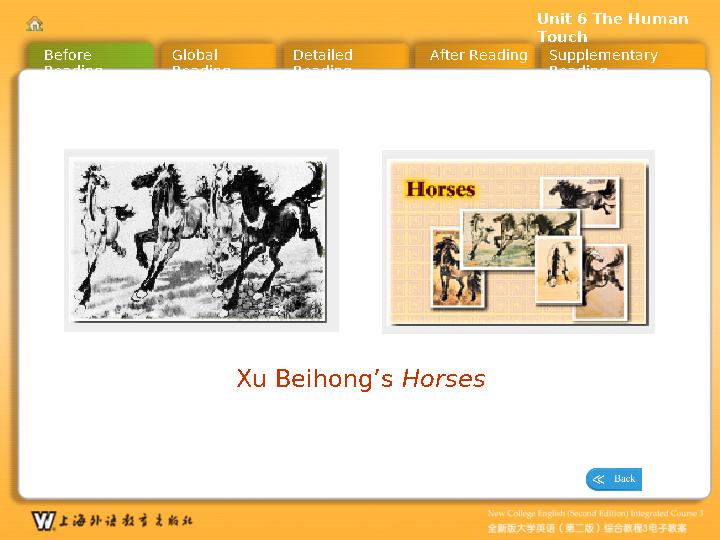 Unit 6 The Human
Touch
Before
Reading
Global
Reading
Detailed
Reading
After Reading
Supplementary
Reading
Horses
Xu Beihong’s Horses
Back
上海外语教育出版社
New College English (Second Edition) Integrated Course 3
全新版大学英语（第二版）综合教程3电子教案